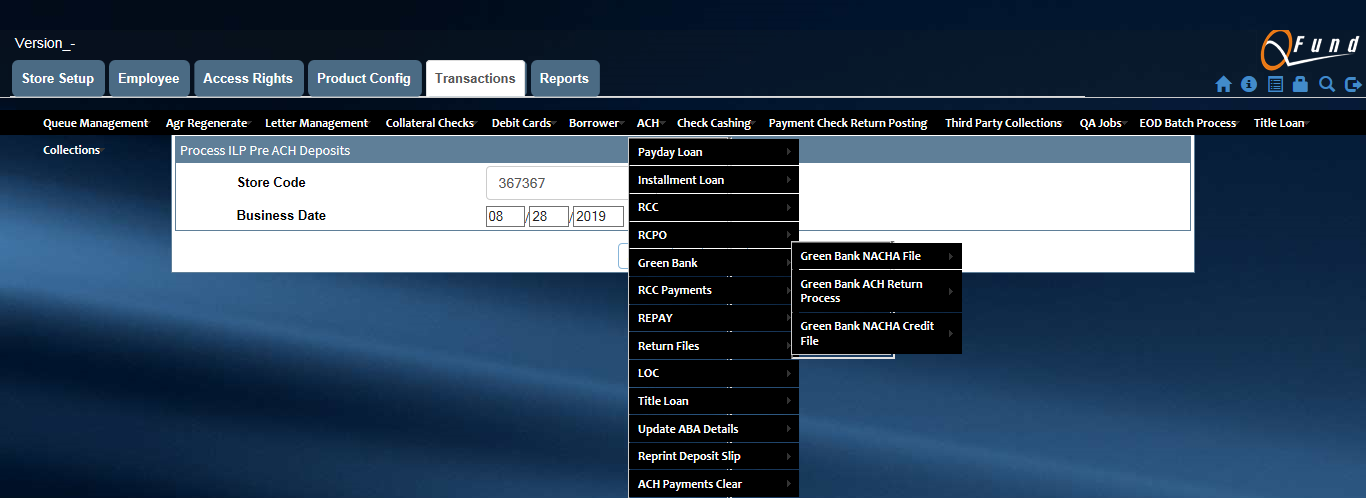 Version_-
Fund
Store Setup Employee Access Rights Product Config Transactions Reports
Queue Management Agr Regenerate Letter Management Collateral Checks Debit Cards Borrower ACH Check Cashing Payment Check Return Posting Third Party Collections QA Jobs EOD Batch Process Title Loan
Collections
Process ILP Pre ACH Deposits
Store Code 367367
Business Date 08/28/2019
Payday Loan
Installment Loan
RCC
RCPO
Green Bank
RCC Payments
REPAY
Return Files
LOC
Title Loan
Update ABA Details
Reprint Deposit Slip
ACH Payments Clear
Green Bank NACHA File
Green Bank ACH Return
Process
Green Bank NACHA Credit
File